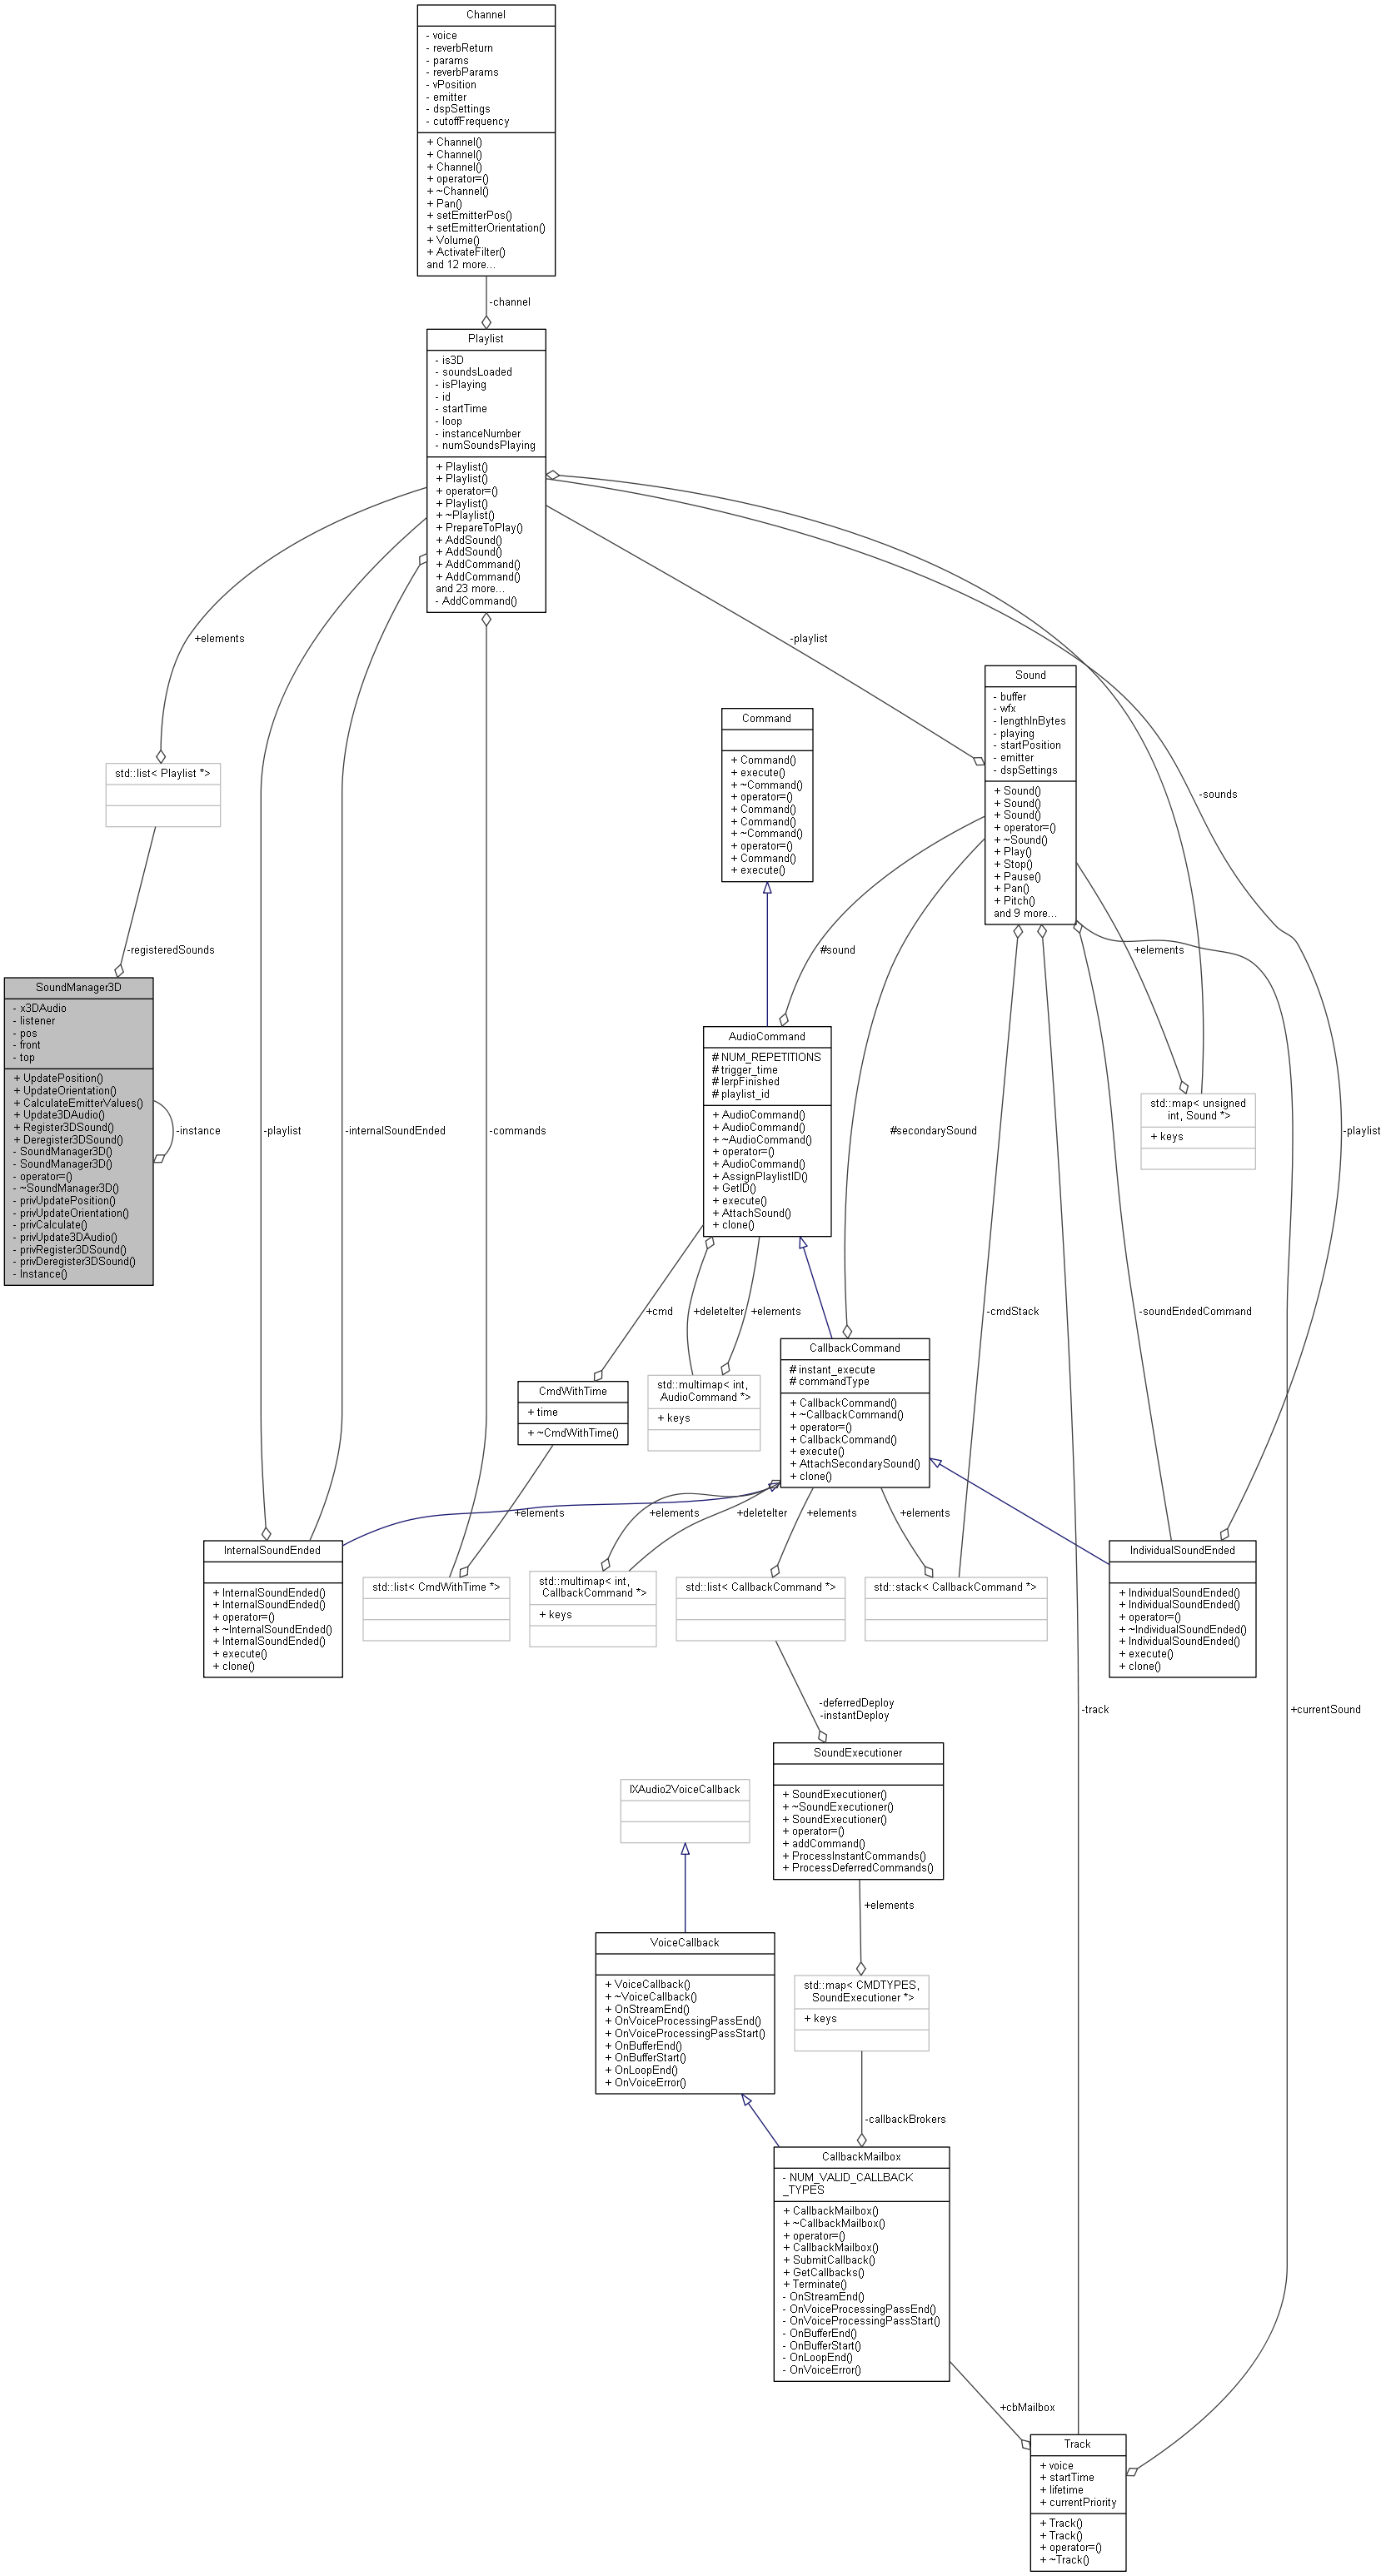 Channel
- voice
- reverbReturn
- params
- reverbParams
- vPosition
- emitter
- dspSettings
- cutoffFrequency
+ Channel()
+ Channel()
+ Channel()
+ operator=()
+ ~Channel()
+ Pan()
+ setEmitterPos()
+ setEmitterOrientation()
+ Volume()
+ ActivateFilter()
and 12 more...
-channel
Playlist
- is3D
- soundsLoaded
- isPlaying
- id
- startTime
- loop
- instanceNumber
- numSoundsPlaying
+ Playlist()
+ Playlist()
+ operator=()
+ Playlist()
+ ~Playlist()
+ PrepareToPlay()
+ AddSound()
+ AddSound()
+ AddCommand()
+ AddCommand()
and 23 more...
- AddCommand()
+elements
-playlist
Sound
- buffer
- wfx
- lengthInBytes
- playing
- startPosition
- emitter
- dspSettings
+ Sound()
+ Sound()
+ Sound()
+ operator=()
+ ~Sound()
+ Play()
+ Stop()
+ Pause()
+ Pan()
+ Pitch()
and 9 more...
Command
+ Command()
+ execute()
+ ~Command()
+ operator=()
+ Command()
+ Command()
+ ~Command()
+ operator=()
+ Command()
+ execute()
std::list< Playlist *>
-sounds
-registeredSounds
#sound
+elements
SoundManager3D
- x3DAudio
- listener
- pos
- front
- top
+ UpdatePosition()
+ UpdateOrientation()
+ CalculateEmitterValues()
+ Update3DAudio()
+ Register3DSound()
+ Deregister3DSound()
- SoundManager3D()
- SoundManager3D()
- operator=()
- ~SoundManager3D()
- privUpdatePosition()
- privUpdateOrientation()
- privCalculate()
- privUpdate3DAudio()
- privRegister3DSound()
- privDeregister3DSound()
- Instance()
-instance
-playlist
-internalSoundEnded
-commands
AudioCommand
# NUM_REPETITIONS
# trigger_time
# lerpFinished
# playlist_id
+ AudioCommand()
+ AudioCommand()
+ ~AudioCommand()
+ operator=()
+ AudioCommand()
+ AssignPlaylistID()
+ GetID()
+ execute()
+ AttachSound()
+ clone()
#secondarySound
std::map< unsigned
int, Sound *>
+ keys
-playlist
+cmd
+deleteIter
+elements
-cmdStack
-soundEndedCommand
CallbackCommand
# instant_execute
# commandType
+ CallbackCommand()
+ ~CallbackCommand()
+ operator=()
+ CallbackCommand()
+ execute()
+ AttachSecondarySound()
+ clone()
CmdWithTime
+ time
+ ~CmdWithTime()
std::multimap< int,
AudioCommand *>
+ keys
+elements
+elements
+deleteIter
+elements
+elements
InternalSoundEnded
+ InternalSoundEnded()
+ InternalSoundEnded()
+ operator=()
+ ~InternalSoundEnded()
+ InternalSoundEnded()
+ execute()
+ clone()
std::list< CmdWithTime *>
std::multimap< int,
CallbackCommand *>
+ keys
std::list< CallbackCommand *>
std::stack< CallbackCommand *>
IndividualSoundEnded
+ IndividualSoundEnded()
+ IndividualSoundEnded()
+ operator=()
+ ~IndividualSoundEnded()
+ IndividualSoundEnded()
+ execute()
+ clone()
-deferredDeploy
-instantDeploy
-track
+currentSound
SoundExecutioner
+ SoundExecutioner()
+ ~SoundExecutioner()
+ SoundExecutioner()
+ operator=()
+ addCommand()
+ ProcessInstantCommands()
+ ProcessDeferredCommands()
IXAudio2VoiceCallback
+elements
VoiceCallback
+ VoiceCallback()
+ ~VoiceCallback()
+ OnStreamEnd()
+ OnVoiceProcessingPassEnd()
+ OnVoiceProcessingPassStart()
+ OnBufferEnd()
+ OnBufferStart()
+ OnLoopEnd()
+ OnVoiceError()
std::map< CMDTYPES,
SoundExecutioner *>
+ keys
-callbackBrokers
CallbackMailbox
- NUM_VALID_CALLBACK
_TYPES
+ CallbackMailbox()
+ ~CallbackMailbox()
+ operator=()
+ CallbackMailbox()
+ SubmitCallback()
+ GetCallbacks()
+ Terminate()
- OnStreamEnd()
- OnVoiceProcessingPassEnd()
- OnVoiceProcessingPassStart()
- OnBufferEnd()
- OnBufferStart()
- OnLoopEnd()
- OnVoiceError()
+cbMailbox
Track
+ voice
+ startTime
+ lifetime
+ currentPriority
+ Track()
+ Track()
+ operator=()
+ ~Track()